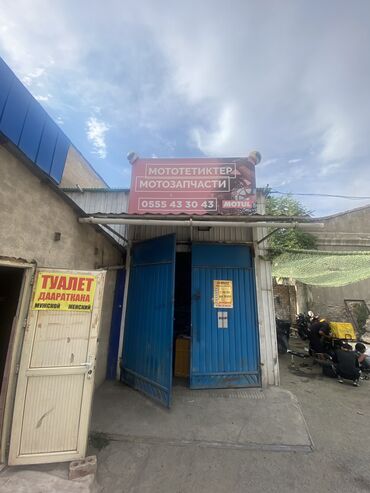 МОТОТЕТИКТЕР
МОТОЗАПЧАСТИ
0555 43 30 43
MOTUL
ТУАЛЕТ
ДААРАТКАНА
МУЖСКОЙ ЖЕНСКИЙ